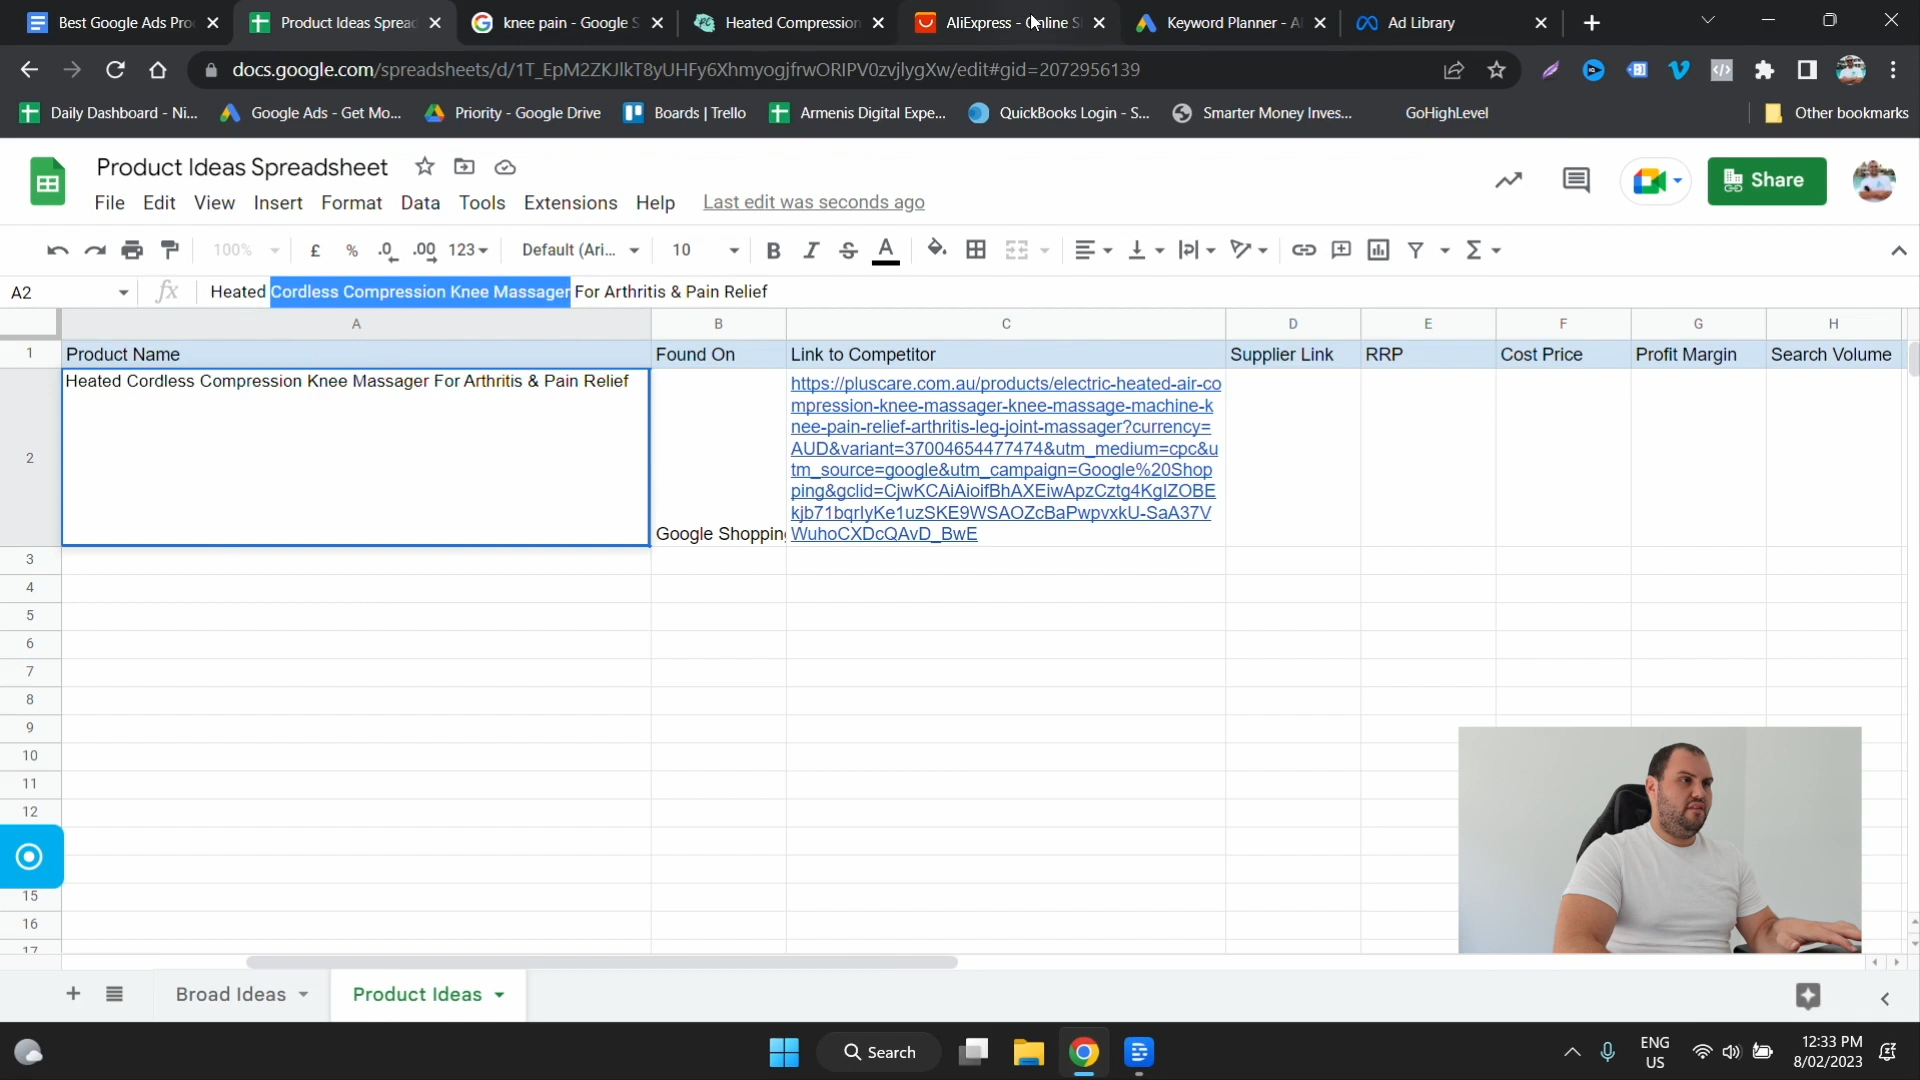 Best Google Ads Pro
Product Ideas Spread
knee pain - Google S
Heated Compression
AliExpress - Online S
Keyword Planner - A
Ad Library
docs.google.com/spreadsheets/d/1T_EpM2ZKJlkT8yUHFy6XhmyogjfrwORIPV0zvjlygXw/edit#gid=2072956139
Daily Dashboard - Ni...
Google Ads - Get Mo...
Priority - Google Drive
Boards | Trello
Armenis Digital Expe...
QuickBooks Login - S...
Smarter Money Inves...
GoHighLevel
Other bookmarks
Product Ideas Spreadsheet
File Edit View Insert Format Data Tools Extensions Help Last edit was seconds ago
Share
100% £ % .0 .00 123 Default (Ari... 10 B I S A
A2 fx Heated Cordless Compression Knee Massager For Arthritis & Pain Relief
A B C D E F G H
1 Product Name Found On Link to Competitor Supplier Link RRP Cost Price Profit Margin Search Volume
Heated Cordless Compression Knee Massager For Arthritis & Pain Relief
https://pluscare.com.au/products/electric-heated-air-co
mpression-knee-massager-knee-massage-machine-k
nee-pain-relief-arthritis-leg-joint-massager?currency=
AUD&variant=37004654477474&utm_medium=cpc&u
2
tm_source=google&utm_campaign=Google%20Shop
ping&gclid=CjwKCAiAioifBhAXEiwApzCztg4KgIZOBE
kjb71bqrlyKe1uzSKE9WSAOZcBaPwpvxkU-SaA37V
Google Shopping
WuhoCXDcQAvD_BwE
3
4
5
6
7
8
9
10
11
12
15
16
17
Broad Ideas
Product Ideas
Search
ENG
US
12:33 PM
8/02/2023